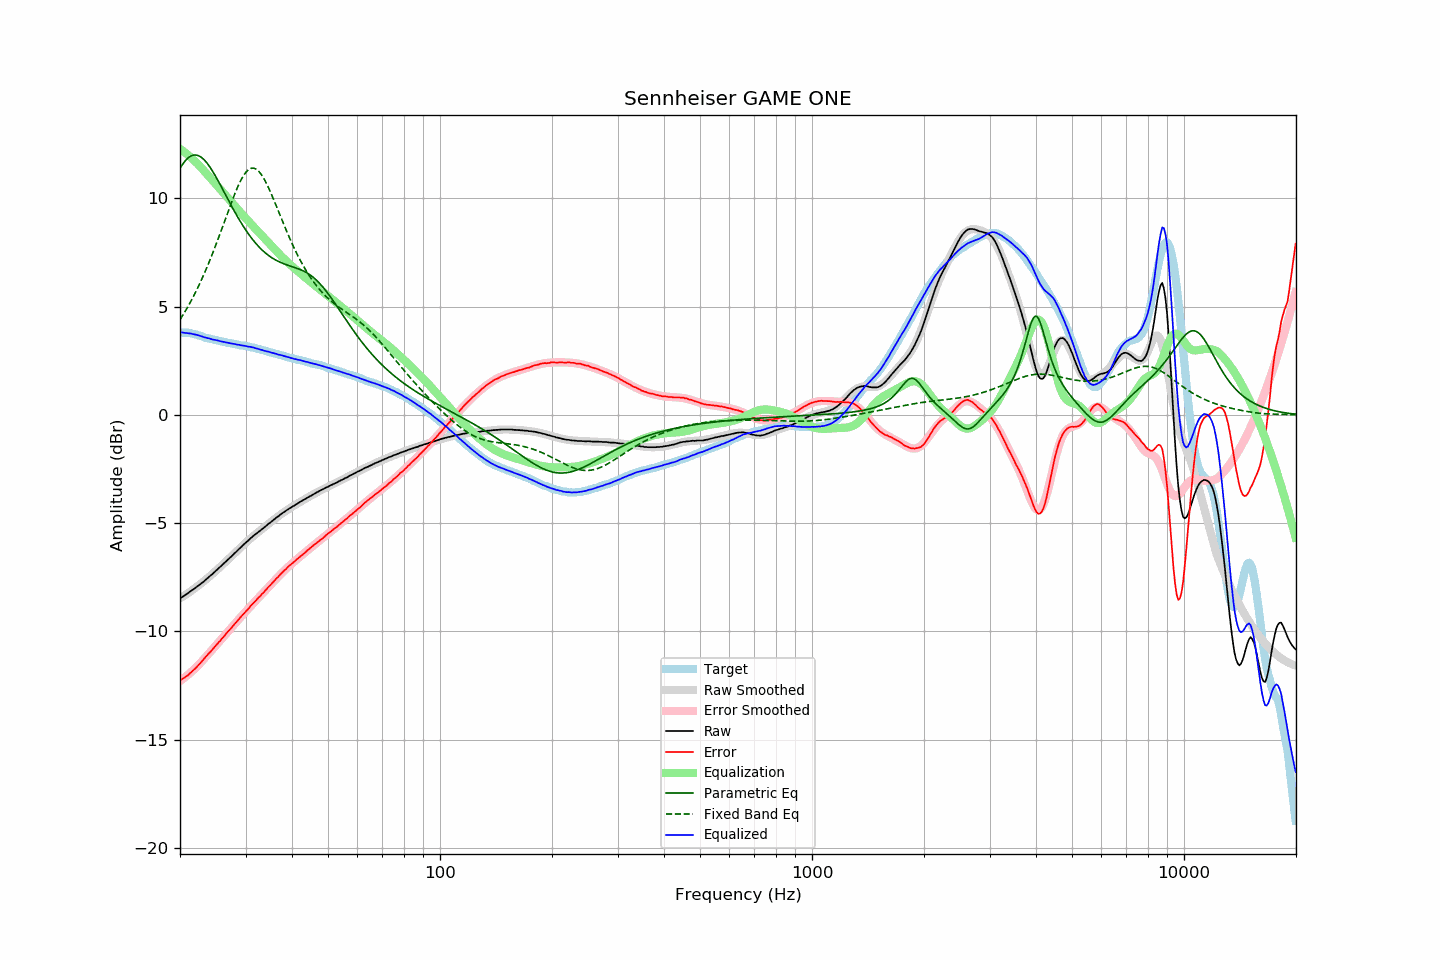 Sennheiser GAME ONE
Amplitude (dBr)
10
5
0
−5
−10
−15
−20
Target
Raw Smoothed
Error Smoothed
Raw
Error
Equalization
Parametric Eq
Fixed Band Eq
Equalized
100
1000
10000
Frequency (Hz)